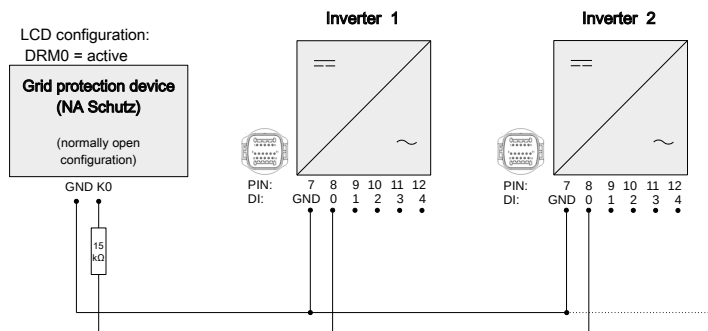 Inverter 1
Inverter 2
LCD configuration:
DRM0 = active
Grid protection device
(NA Schutz)
(normally open
configuration)
GND K0
15
kΩ
PIN: 7 8 9 10 11 12
DI: GND 0 1 2 3 4
PIN: 7 8 9 10 11 12
DI: GND 0 1 2 3 4